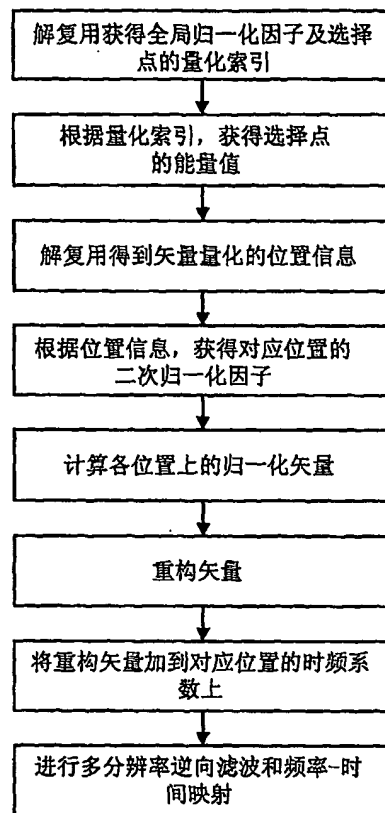 解复用获得全局归一化因子及选择
点的量化索引
根据量化索引，获得选择点
的能量值
解复用得到矢量量化的位置信息
根据位置信息，获得对应位置的
二次归一化因子
计算各位置上的归一化矢量
重构矢量
将重构矢量加到对应位置的时频系
数上
进行多分辨率逆向滤波和频率-时
间映射